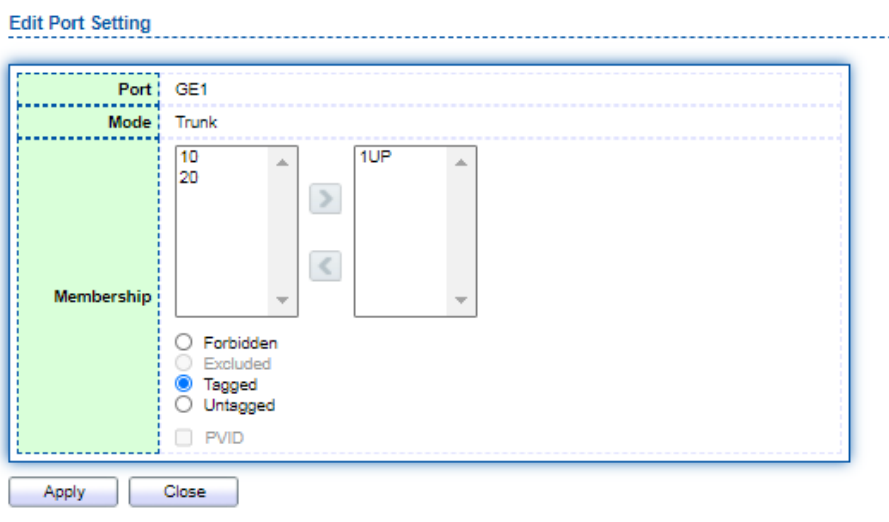 Edit Port Setting
Port GE1
Mode Trunk
Membership
10
20
1UP
Forbidden
Excluded
Tagged
Untagged
PVID
Apply Close